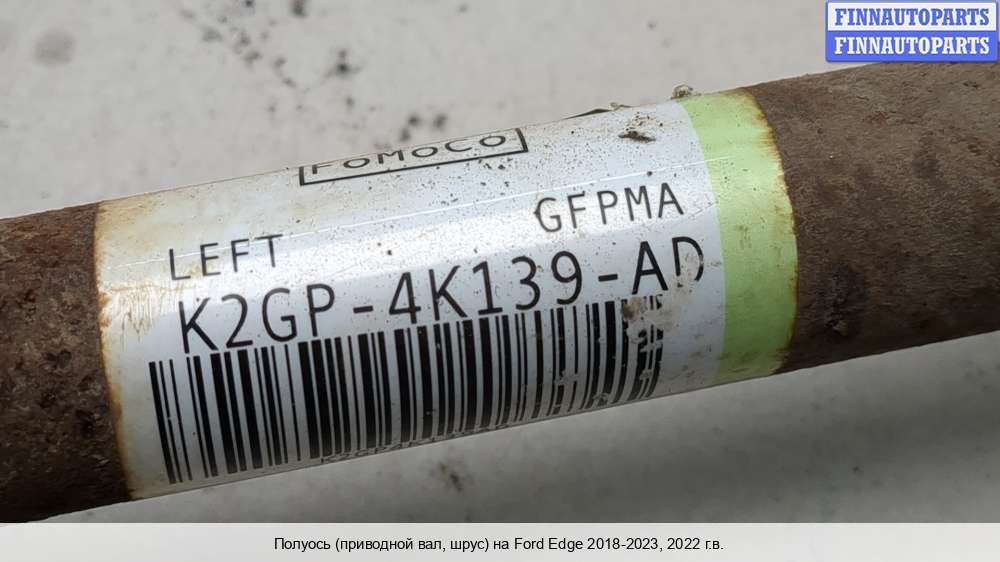 FINNAUTOPARTS
FINNAUTOPARTS
FOMOCO
LEFT GFPMA
K2GP-4K139-AD
Полуось (приводной вал, шрус) на Ford Edge 2018-2023, 2022 г.в.